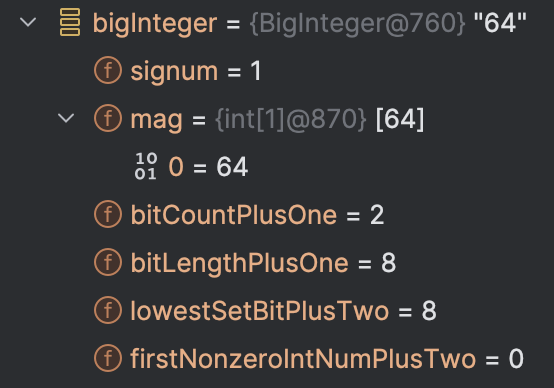 bigInteger = {BigInteger@760} "64"
f signum = 1
f mag = {int[1]@870} [64]
10 01 0 = 64
f bitCountPlusOne = 2
f bitLengthPlusOne = 8
f lowestSetBitPlusTwo = 8
f firstNonzeroIntNumPlusTwo = 0